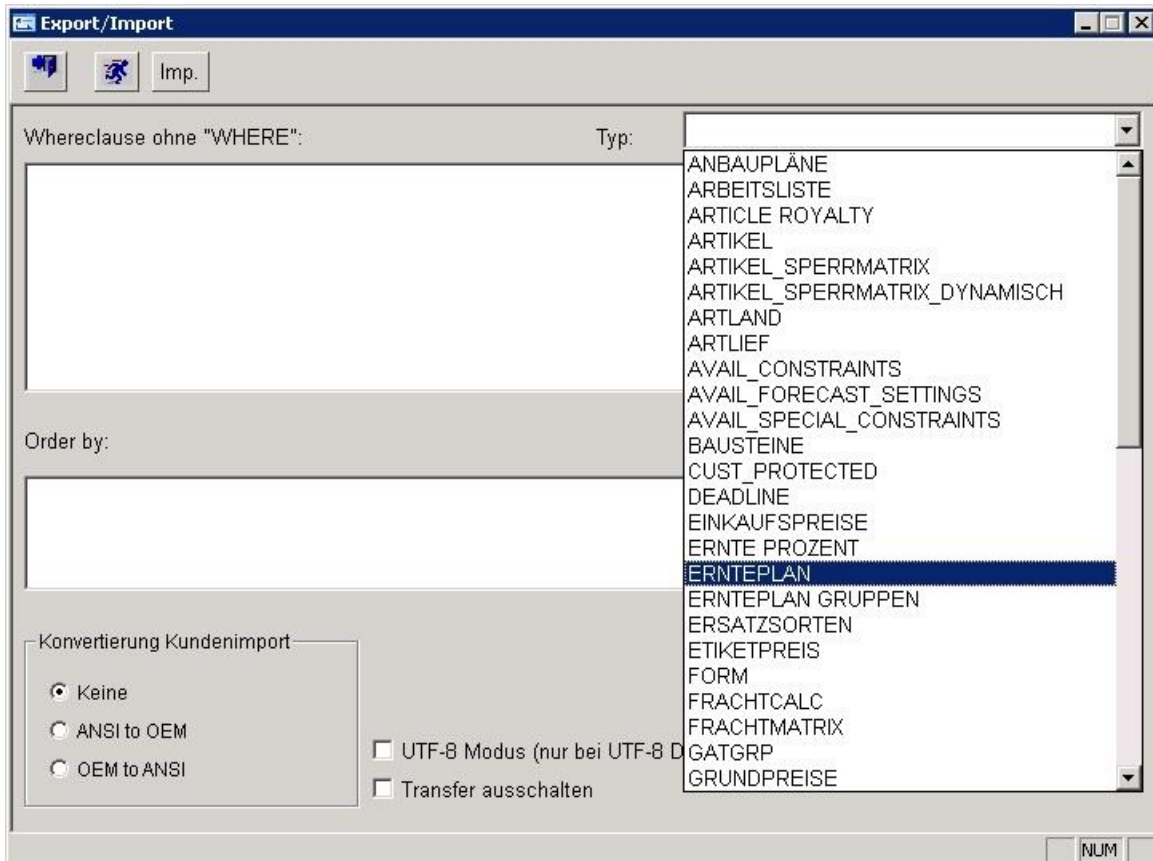 Export/Import
Imp.
Whereclause ohne "WHERE":
Typ:
ANBAUPLÄNE
ARBEITSLISTE
ARTICLE ROYALTY
ARTIKEL
ARTIKEL_SPERRMATRIX
ARTIKEL_SPERRMATRIX_DYNAMISCH
ARTLAND
ARTLIEF
AVAIL_CONSTRAINTS
AVAIL_FORECAST_SETTINGS
AVAIL_SPECIAL_CONSTRAINTS
BAUSTEINE
CUST_PROTECTED
DEADLINE
EINKAUFSPREISE
ERNTE PROZENT
ERNTEPLAN
ERNTEPLAN GRUPPEN
ERSATZSORTEN
ETIKETPREIS
FORM
FRACHTCALC
FRACHTMATRIX
GATGRP
GRUNDPREISE
Order by:
Konvertierung Kundenimport
Keine
ANSI to OEM
OEM to ANSI
UTF-8 Modus (nur bei UTF-8 D
Transfer ausschalten
NUM